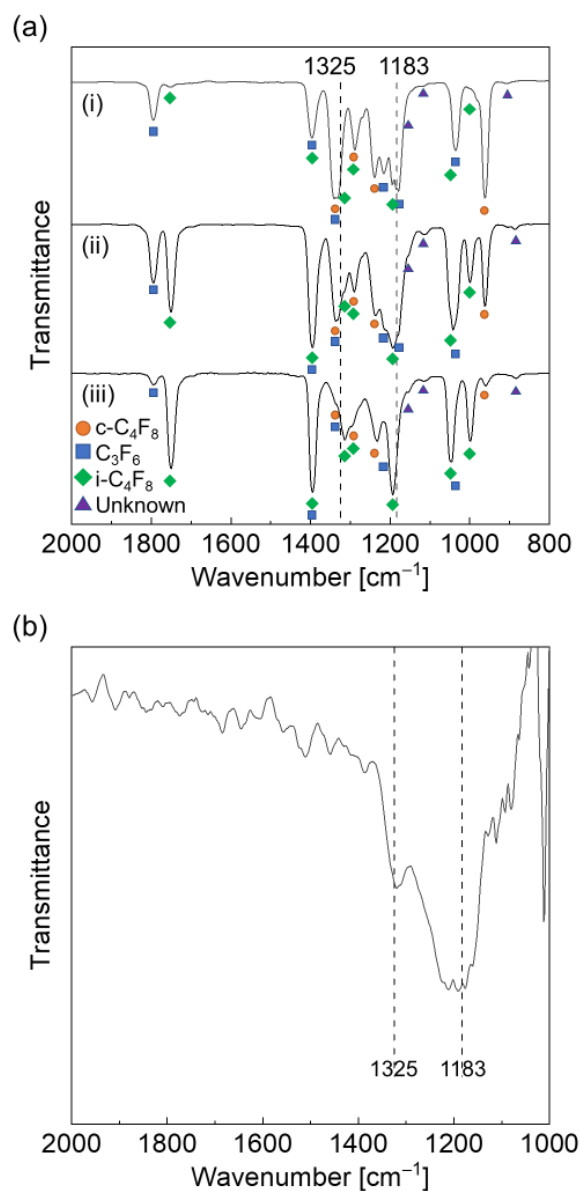 (a)
1325 1183
(i)
(ii)
(iii)
c-C₄F₈
C₃F₆
i-C₄F₈
Unknown
Transmittance
2000 1800 1600 1400 1200 1000 800
Wavenumber [cm⁻¹]
(b)
Transmittance
1325 1183
2000 1800 1600 1400 1200 1000
Wavenumber [cm⁻¹]